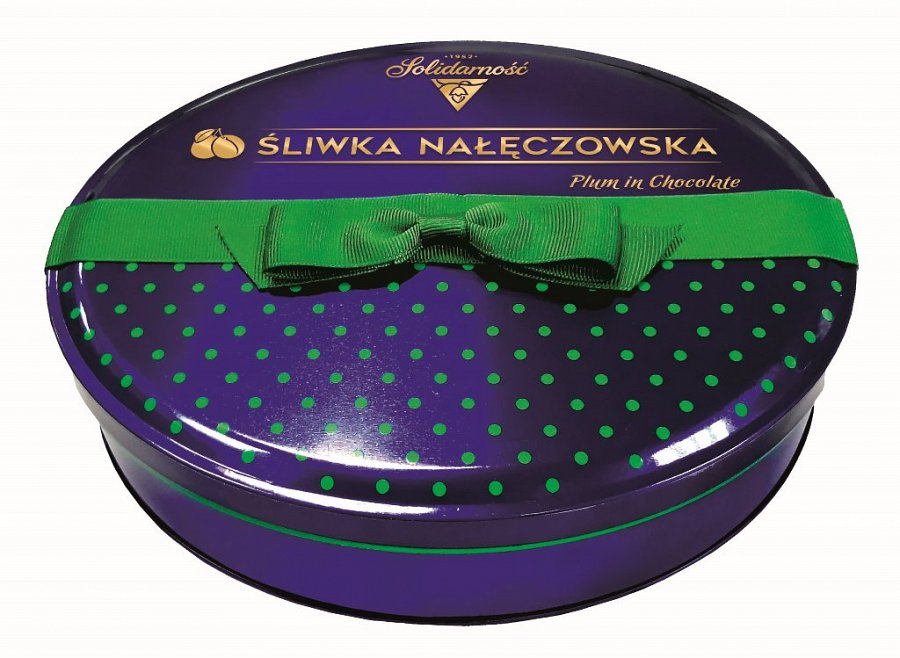 ·1952·
Solidarność
ŚLIWKA NAŁĘCZOWSKA
Plum in Chocolate